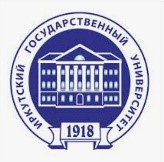 ИРКУТСКИЙ ГОСУДАРСТВЕННЫЙ УНИВЕРСИТЕТ
1918